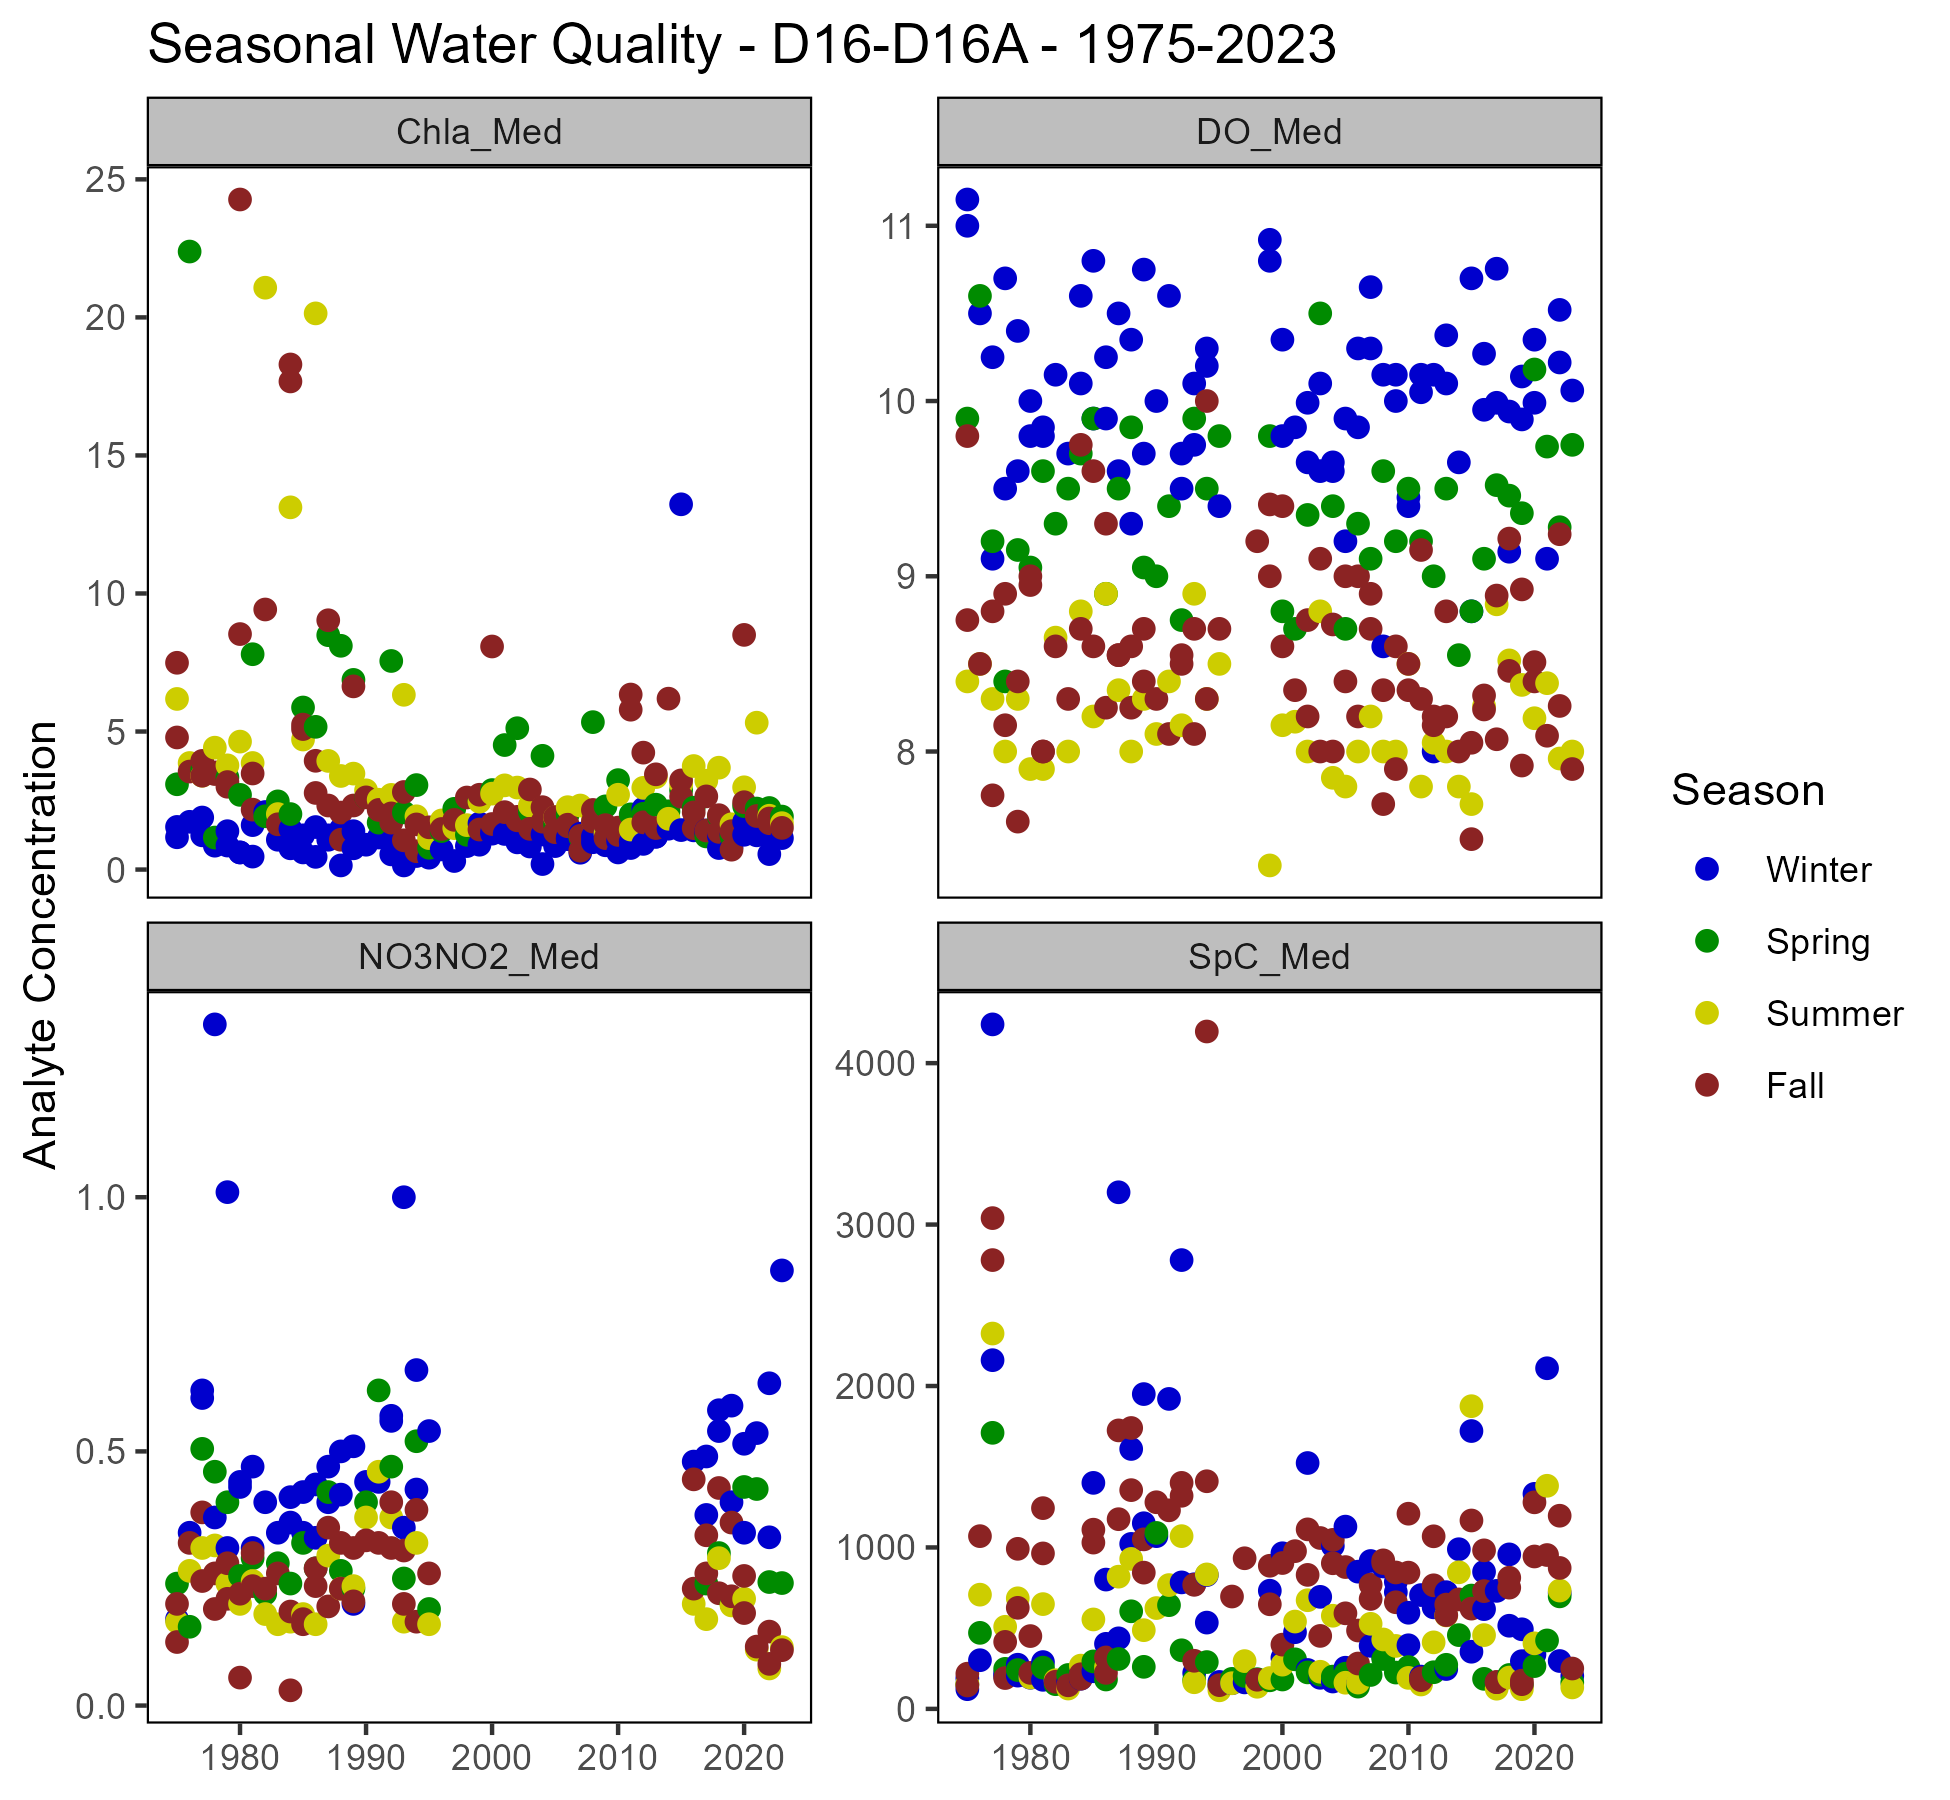 Seasonal Water Quality - D16-D16A - 1975-2023
Chla_Med
DO_Med
25
20
15
10
5
0
11
10
9
8
Analyte Concentration
NO3NO2_Med
SpC_Med
1.0
0.5
0.0
4000
3000
2000
1000
0
1980 1990 2000 2010 2020
1980 1990 2000 2010 2020
Season
Winter
Spring
Summer
Fall